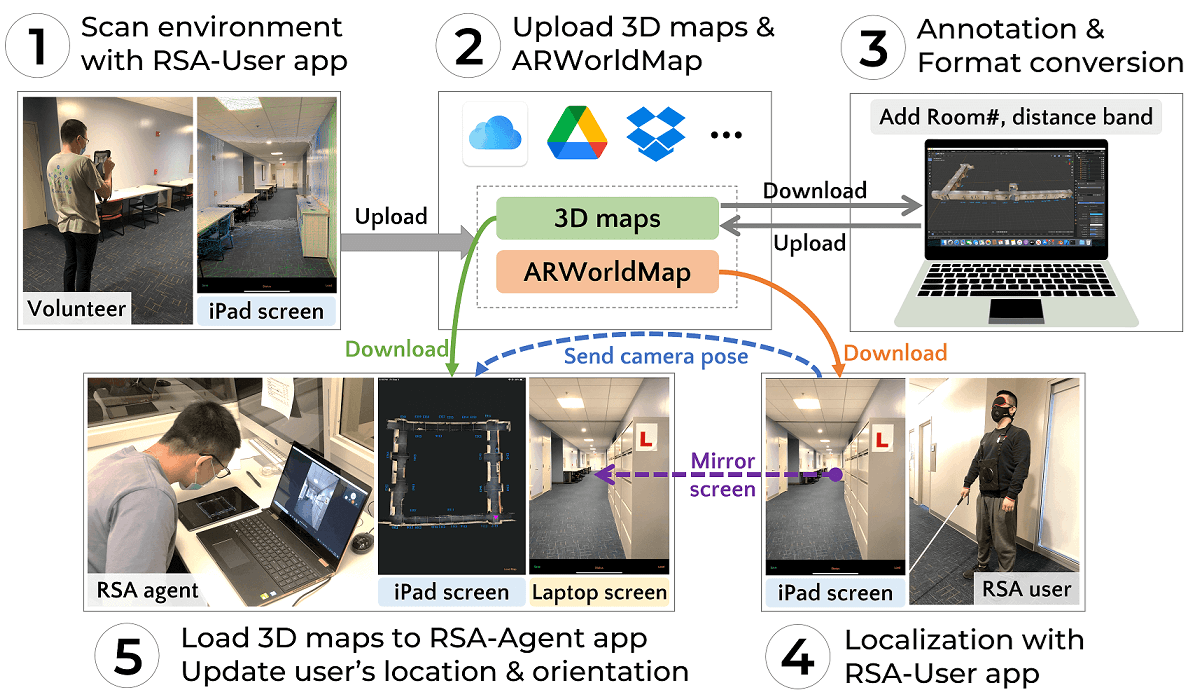 1
Scan environment
with RSA-User app
2
Upload 3D maps &
ARWorldMap
3
Annotation &
Format conversion
Volunteer
iPad screen
Upload
...
3D maps
ARWorldMap
Download
Upload
Add Room#, distance band
Download
Send camera pose
Download
RSA agent
iPad screen
L
Laptop screen
Mirror
screen
L
iPad screen
RSA user
5
Load 3D maps to RSA-Agent app
Update user's location & orientation
4
Localization with
RSA-User app